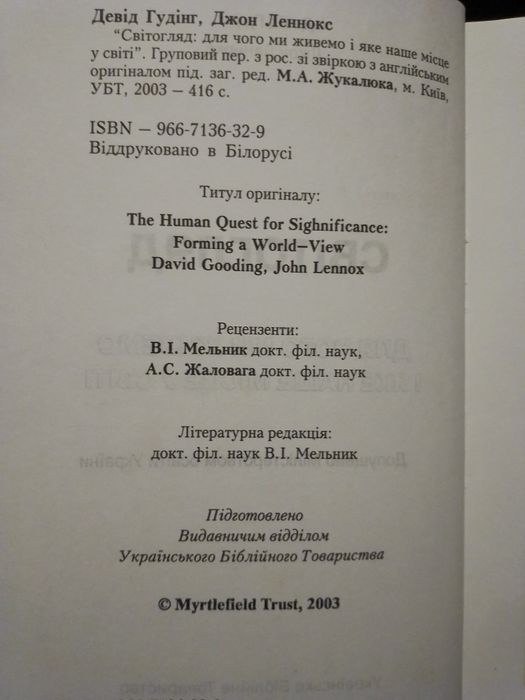 Девід Гудінг, Джон Леннокс
“Світогляд: для чого ми живемо і яке наше місце
у світі”. Груповий пер. з рос. зі звіркою з англійським
оригіналом під. заг. ред. М.А. Жукалюка, м. Київ,
УБТ, 2003 – 416 с.
ISBN – 966-7136-32-9
Віддруковано в Білорусі
Титул оригіналу:
The Human Quest for Sighnificance:
Forming a World–View
David Gooding, John Lennox
Рецензенти:
В.І. Мельник докт. філ. наук,
А.С. Жаловага докт. філ. наук
Літературна редакція:
докт. філ. наук В.І. Мельник
Підготовлено
Видавничим відділом
Українського Біблійного Товариства
© Myrtlefield Trust, 2003